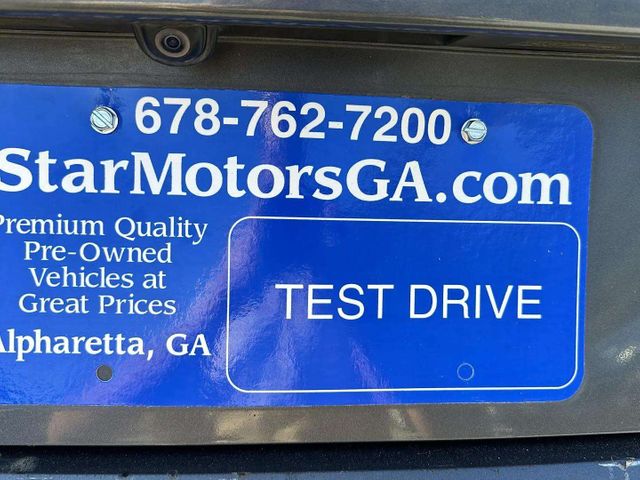 678-762-7200
StarMotorsGA.com
Premium Quality
Pre-Owned
Vehicles at
Great Prices
Alpharetta, GA
TEST DRIVE